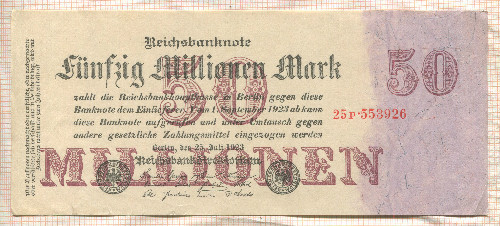 Reichsbanknote
50
Fünfzig Millionen Mark
50
zahlt die Reichsbankhauptkasse in Berlin gegen diese
Banknote dem Einlieferer. Vom 1. September 1923 ab kann
25P·553926
diese Banknote aufgerufen und unter Umtausch gegen
andere gesetzliche Zahlungsmittel eingezogen werden
Berlin, den 25. Juli 1923
MILLIONEN
Reichsbankdirektorium